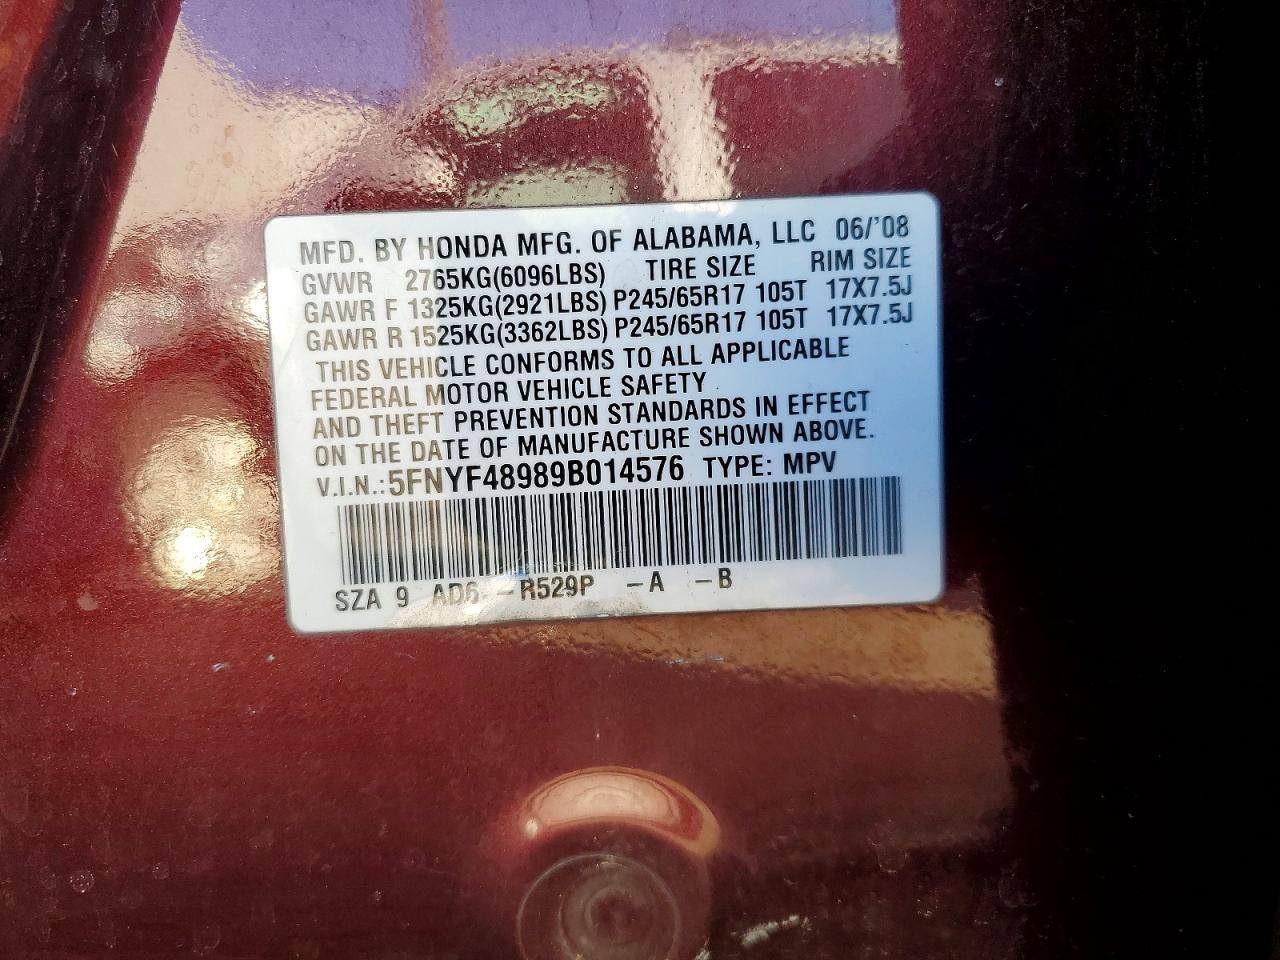 MFD. BY HONDA MFG. OF ALABAMA, LLC 06/'08
GVWR 2765KG(6096LBS) TIRE SIZE RIM SIZE
GAWR F 1325KG(2921LBS) P245/65R17 105T 17X7.5J
GAWR R 1525KG(3362LBS) P245/65R17 105T 17X7.5J
THIS VEHICLE CONFORMS TO ALL APPLICABLE
FEDERAL MOTOR VEHICLE SAFETY
AND THEFT PREVENTION STANDARDS IN EFFECT
ON THE DATE OF MANUFACTURE SHOWN ABOVE.
V.I.N.:5FNYF48989B014576 TYPE: MPV
SZA 9 AD6 -R529P -A -B